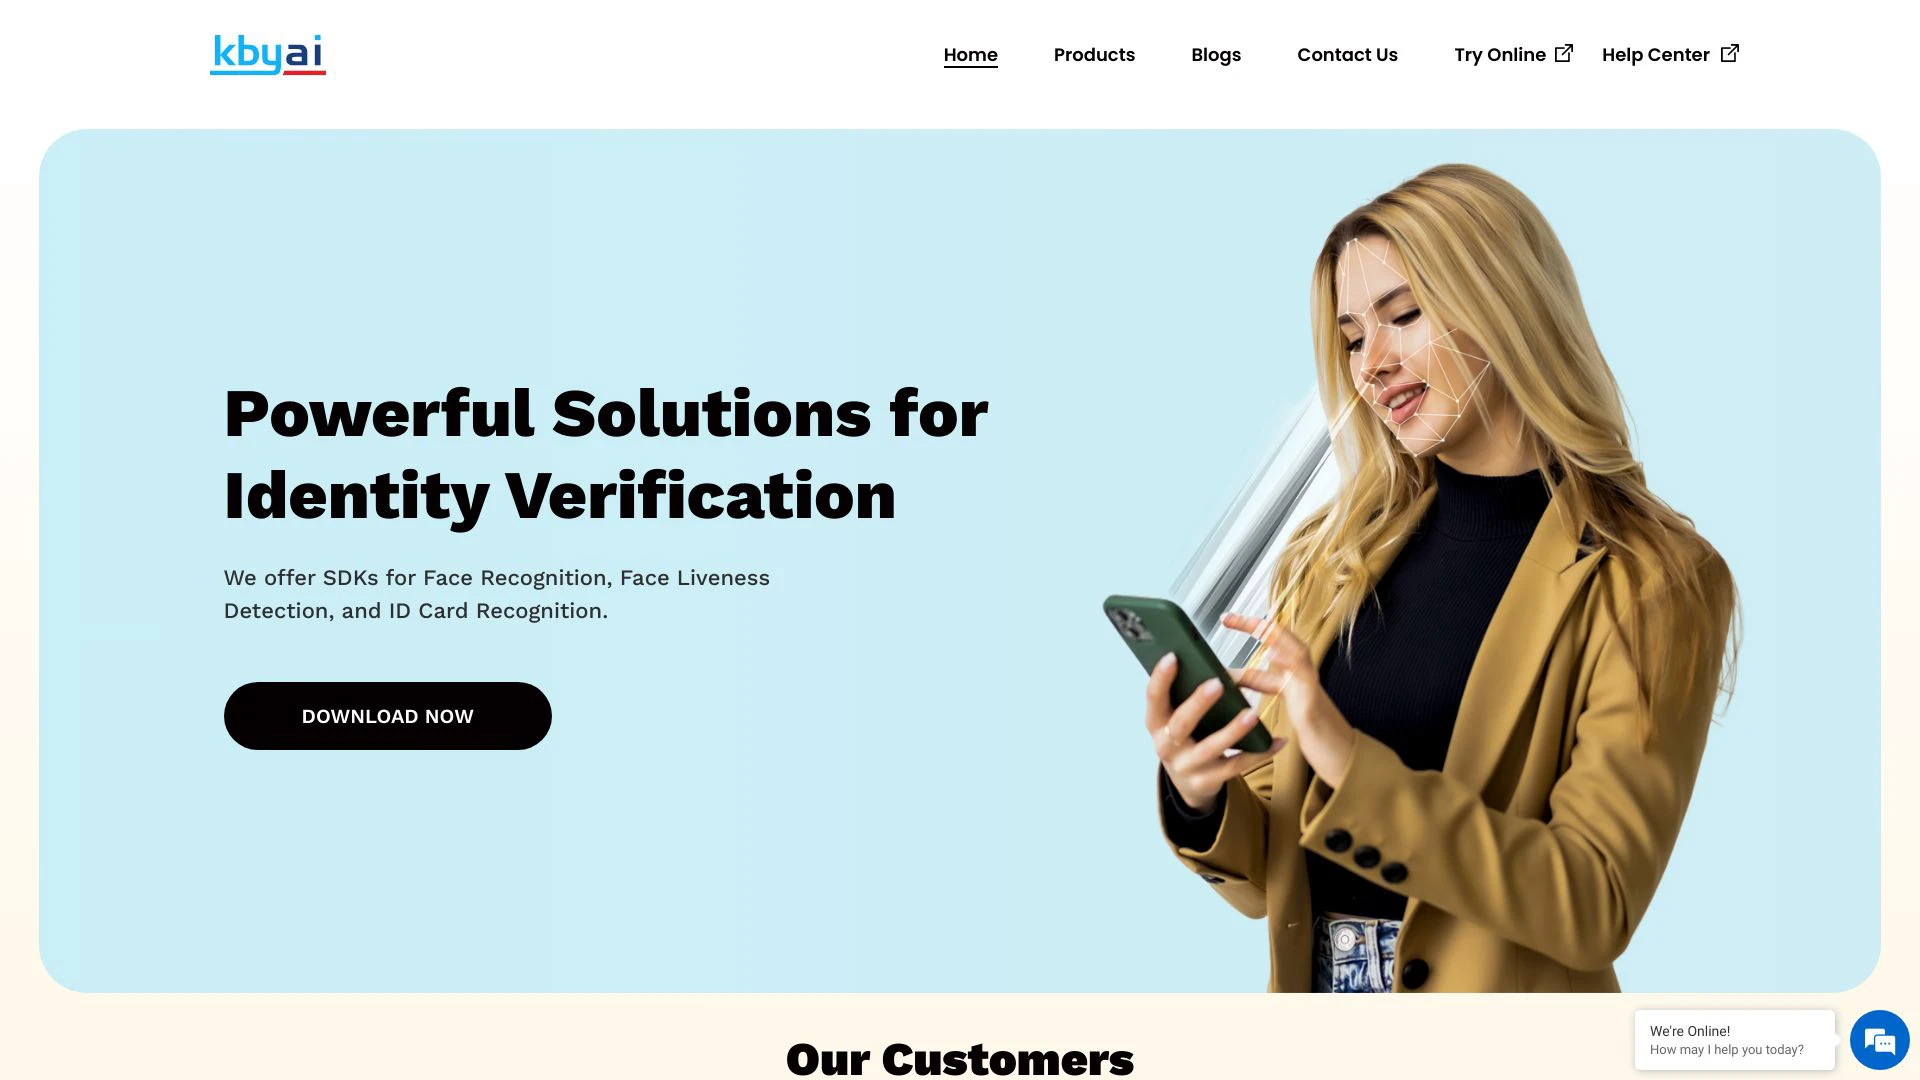 kbyai
Home
Products
Blogs
Contact Us
Try Online
Help Center
Powerful Solutions for
Identity Verification
We offer SDKs for Face Recognition, Face Liveness
Detection, and ID Card Recognition.
DOWNLOAD NOW
Our Customers
We're Online!
How may I help you today?